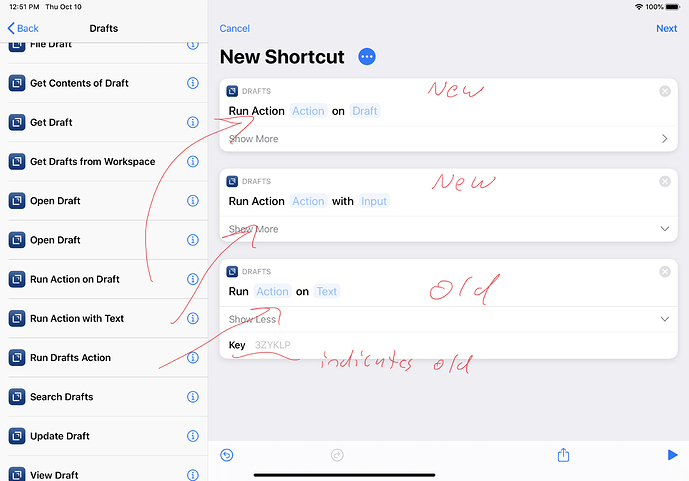 12:51 PM Thu Oct 10
100%
Back
Drafts
File Draft
Get Contents of Draft
Get Draft
Get Drafts from Workspace
Open Draft
Open Draft
Run Action on Draft
Run Action with Text
Run Drafts Action
Search Drafts
Update Draft
View Draft
Cancel
Next
New Shortcut
DRAFTS
New
Run Action Action on Draft
Show More
DRAFTS
New
Run Action Action with Input
Show More
DRAFTS
Run Action on Text
old
Show Less
Key 3ZYKLP
indicates old